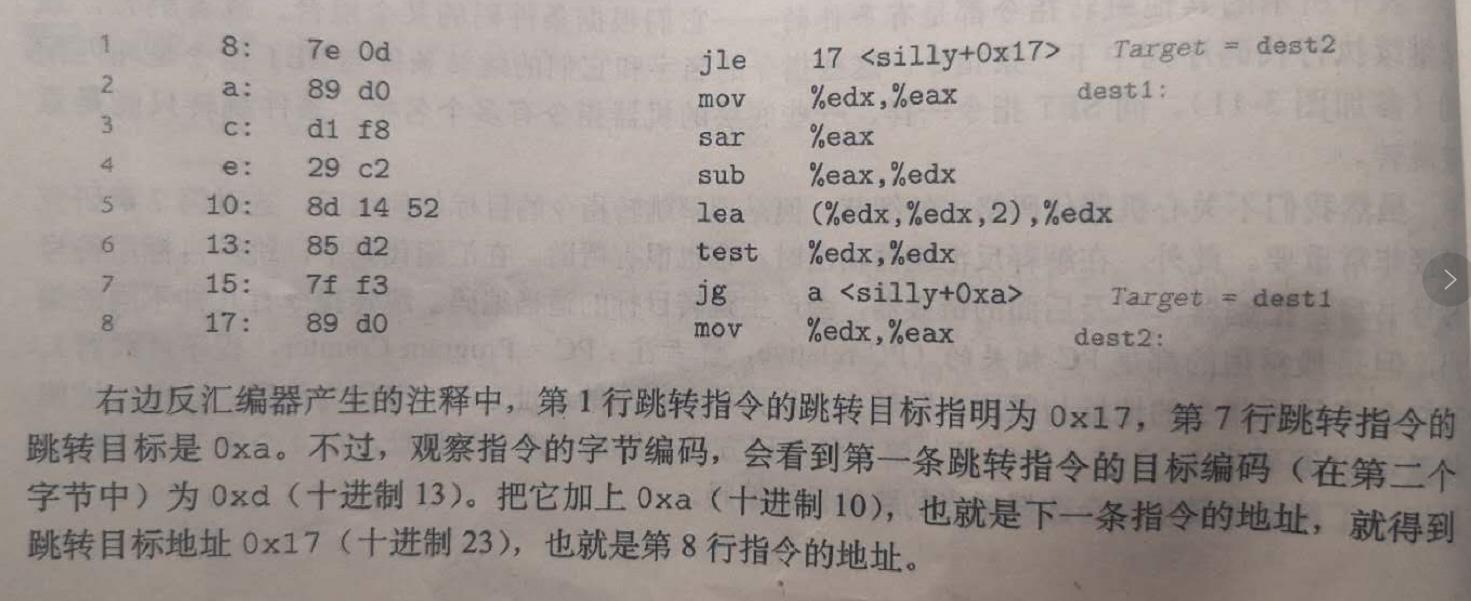 1 8: 7e 0d jle 17 <silly+0x17> Target = dest2
2 a: 89 d0 mov %edx,%eax dest1:
3 c: d1 f8 sar %eax
4 e: 29 c2 sub %eax,%edx
5 10: 8d 14 52 lea (%edx,%edx,2),%edx
6 13: 85 d2 test %edx,%edx
7 15: 7f f3 jg a <silly+0xa> Target = dest1
8 17: 89 d0 mov %edx,%eax dest2:
右边反汇编器产生的注释中，第 1 行跳转指令的跳转目标指明为 0x17，第 7 行跳转指令的
跳转目标是 0xa。不过，观察指令的字节编码，会看到第一条跳转指令的目标编码（在第二个
字节中）为 0xd（十进制 13）。把它加上 0xa（十进制 10），也就是下一条指令的地址，就得到
跳转目标地址 0x17（十进制 23），也就是第 8 行指令的地址。